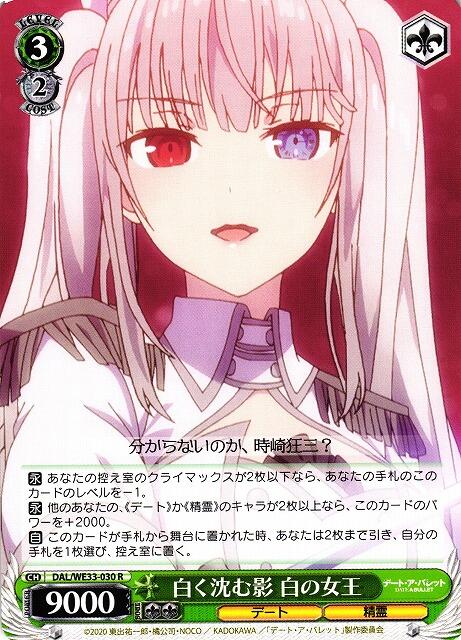 LEVEL
3
2
COST
分からないのか、時崎狂三？
永 あなたの控え室のクライマックスが2枚以下なら、あなたの手札のこの
カードのレベルを－1。
永 他のあなたの、《デート》か《精霊》のキャラが2枚以上なら、このカードのパ
ワーを＋2000。
自 このカードが手札から舞台に置かれた時、あなたは2枚まで引き、自分の
手札を1枚選び、控え室に置く。
CH DAL/WE33-030 R
9000
白く沈む影 白の女王
デート・ア・バレット
DATE A BULLET
デート
精霊
©2020 東出祐一郎・橘公司・NOCO ／ KADOKAWA ／「デート・ア・バレット」製作委員会